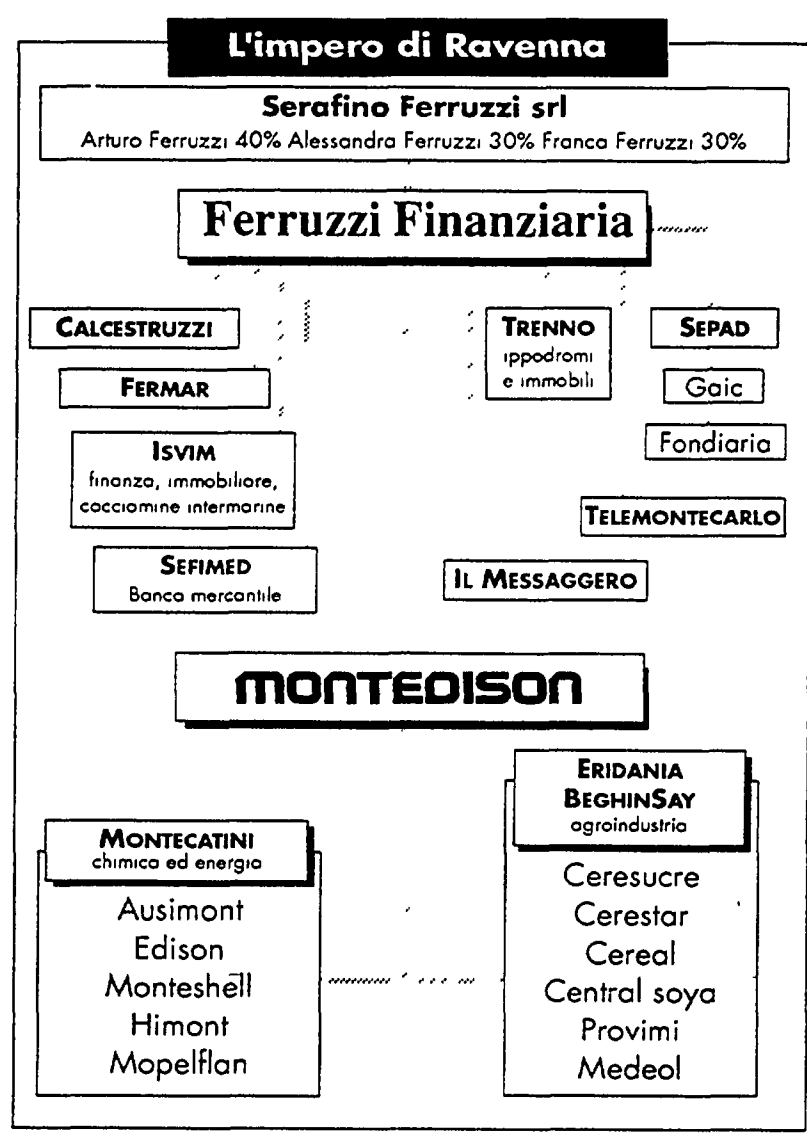 L'impero di Ravenna
Serafino Ferruzzi srl
Arturo Ferruzzi 40% Alessandra Ferruzzi 30% Franca Ferruzzi 30%
Ferruzzi Finanziaria
CALCESTRUZZI
FERMAR
ISVIM
finanza, immobiliare,
cacciamine intermarine
SEFIMED
Banca mercantile
TRENNO
ippodromi
e immobili
SEPAD
Gaic
Fondiaria
TELEMONTECARLO
IL MESSAGGERO
MONTEDISON
MONTECATINI
chimica ed energia
Ausimont
Edison
Monteshell
Himont
Mopelflan
ERIDANIA
BEGHINSAY
agroindustria
Ceresucre
Cerestar
Cereal
Central soya
Provimi
Medeol